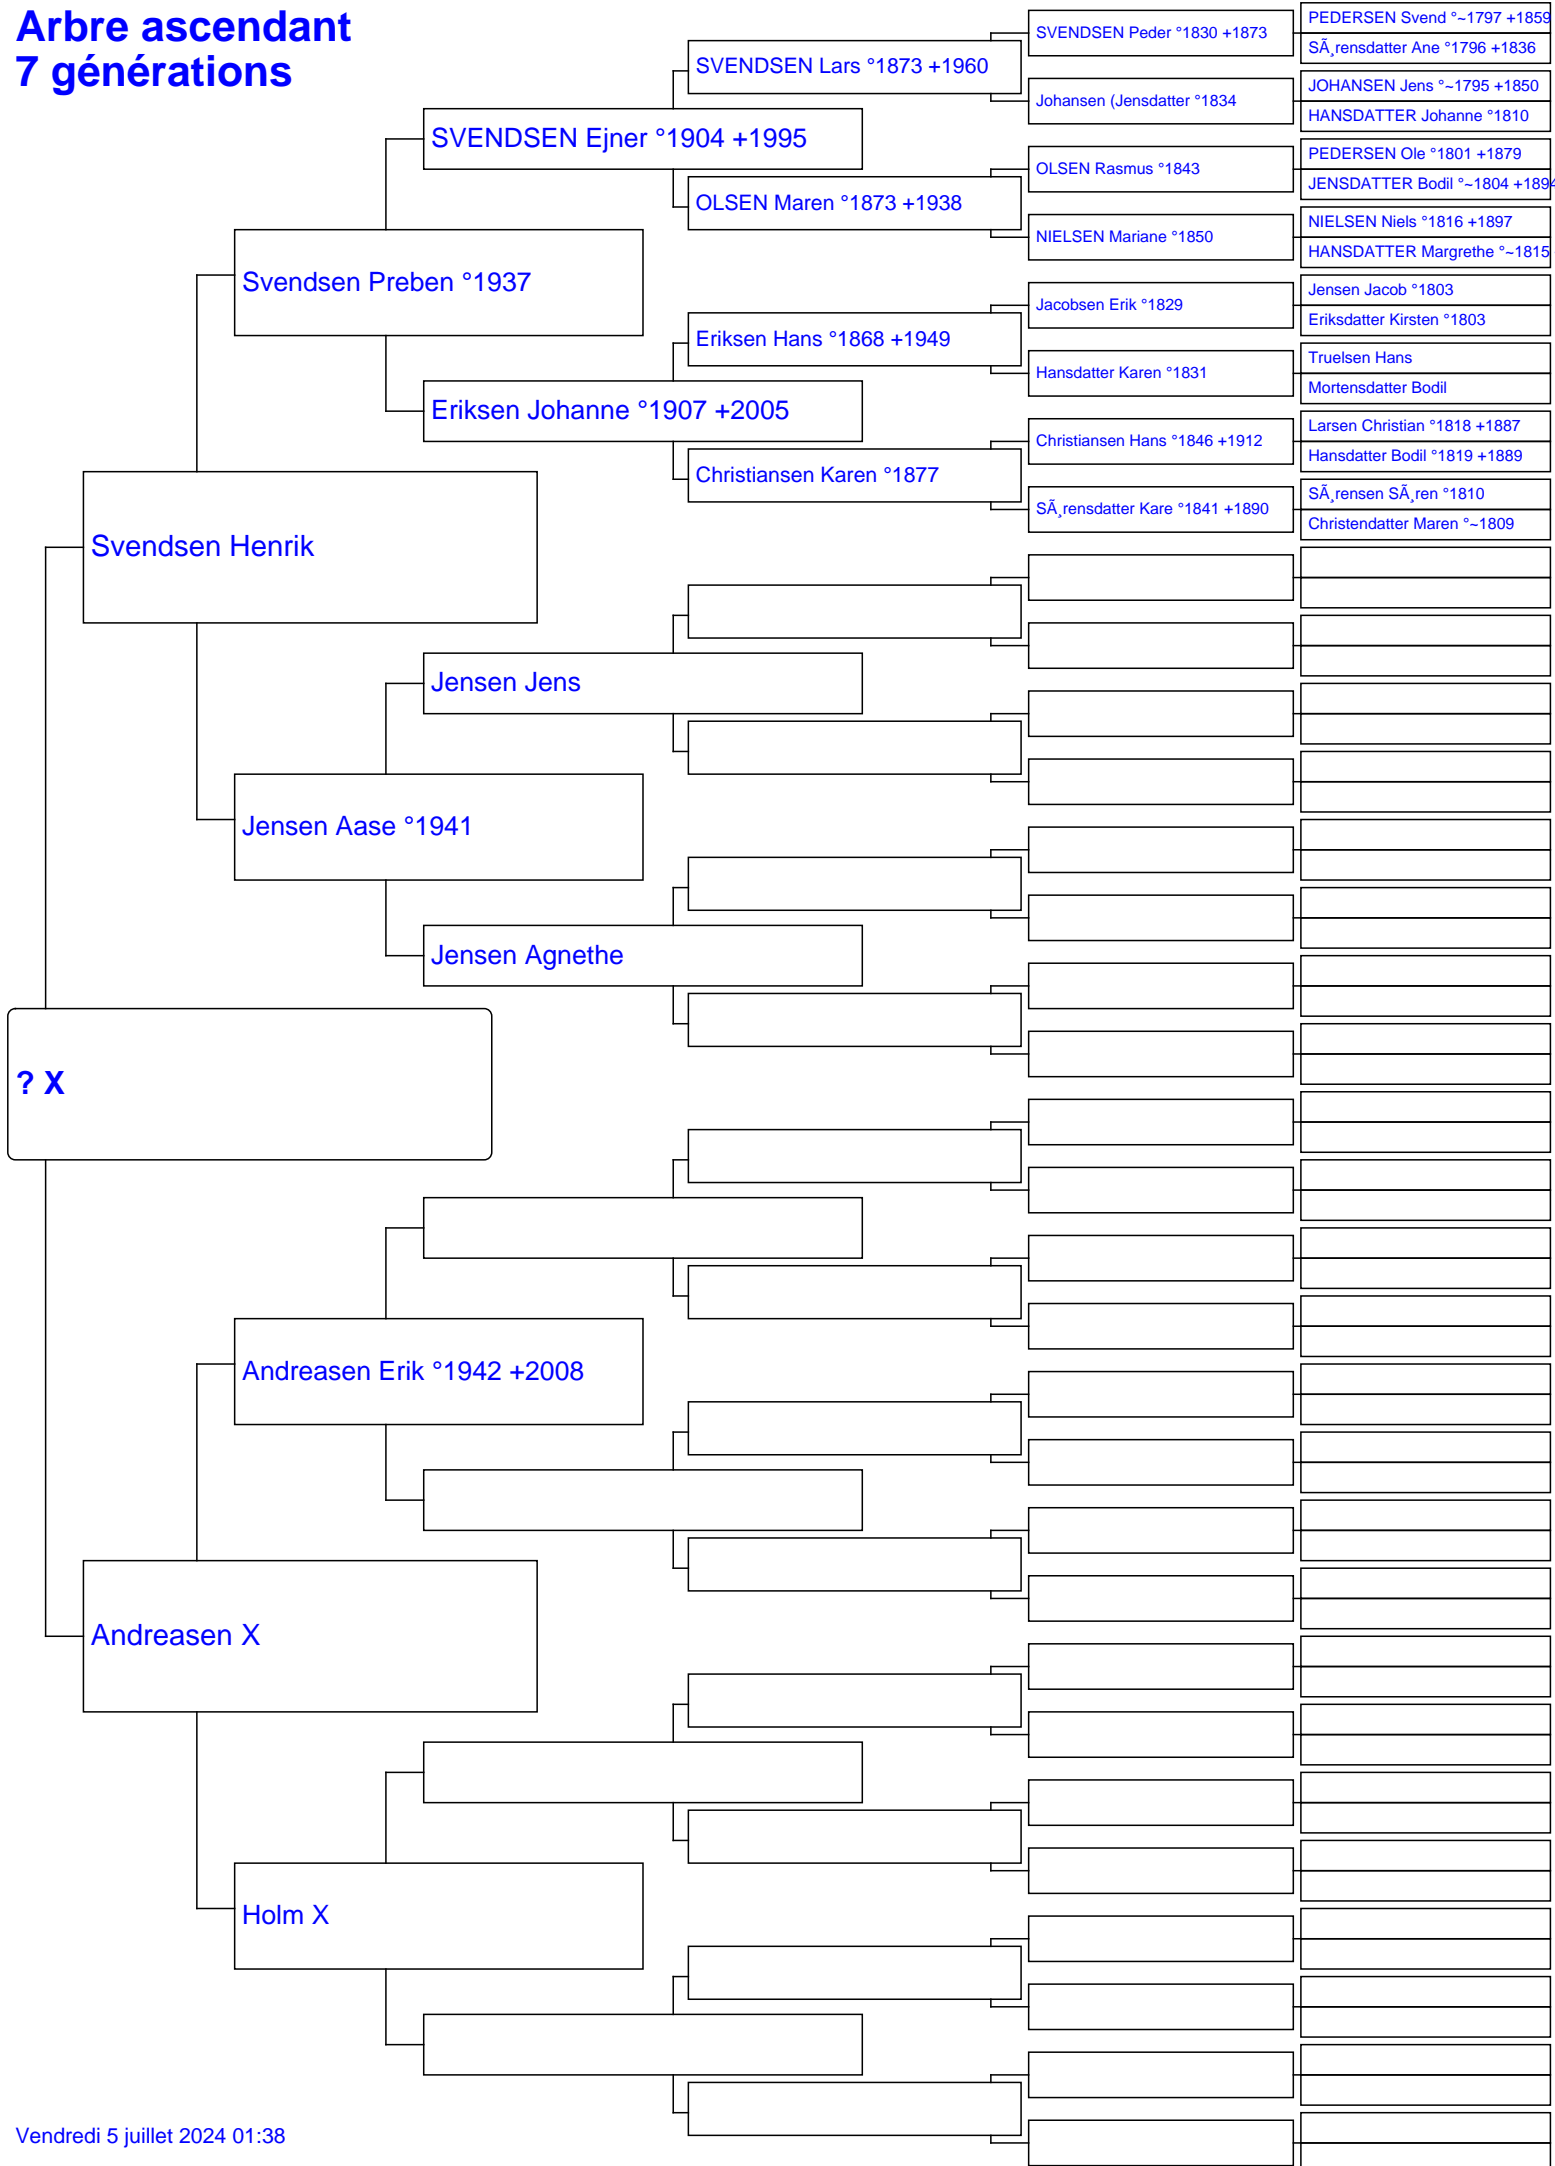 Arbre ascendant
7 générations
PEDERSEN Svend °~1797 +1859
SVENDSEN Peder °1830 +1873
SÃ¸rensdatter Ane °1796 +1836
SVENDSEN Lars °1873 +1960
JOHANSEN Jens °~1795 +1850
Johansen (Jensdatter °1834
HANSDATTER Johanne °1810
SVENDSEN Ejner °1904 +1995
PEDERSEN Ole °1801 +1879
OLSEN Rasmus °1843
JENSDATTER Bodil °~1804 +1894
OLSEN Maren °1873 +1938
NIELSEN Niels °1816 +1897
NIELSEN Mariane °1850
HANSDATTER Margrethe °~1815
Svendsen Preben °1937
Jensen Jacob °1803
Jacobsen Erik °1829
Eriksdatter Kirsten °1803
Eriksen Hans °1868 +1949
Truelsen Hans
Hansdatter Karen °1831
Mortensdatter Bodil
Eriksen Johanne °1907 +2005
Larsen Christian °1818 +1887
Christiansen Hans °1846 +1912
Hansdatter Bodil °1819 +1889
Christiansen Karen °1877
SÃ¸rensen SÃ¸ren °1810
SÃ¸rensdatter Kare °1841 +1890
Christendatter Maren °~1809
Svendsen Henrik
Jensen Jens
Jensen Aase °1941
Jensen Agnethe
? X
Andreasen Erik °1942 +2008
Andreasen X
Holm X
Vendredi 5 juillet 2024 01:38